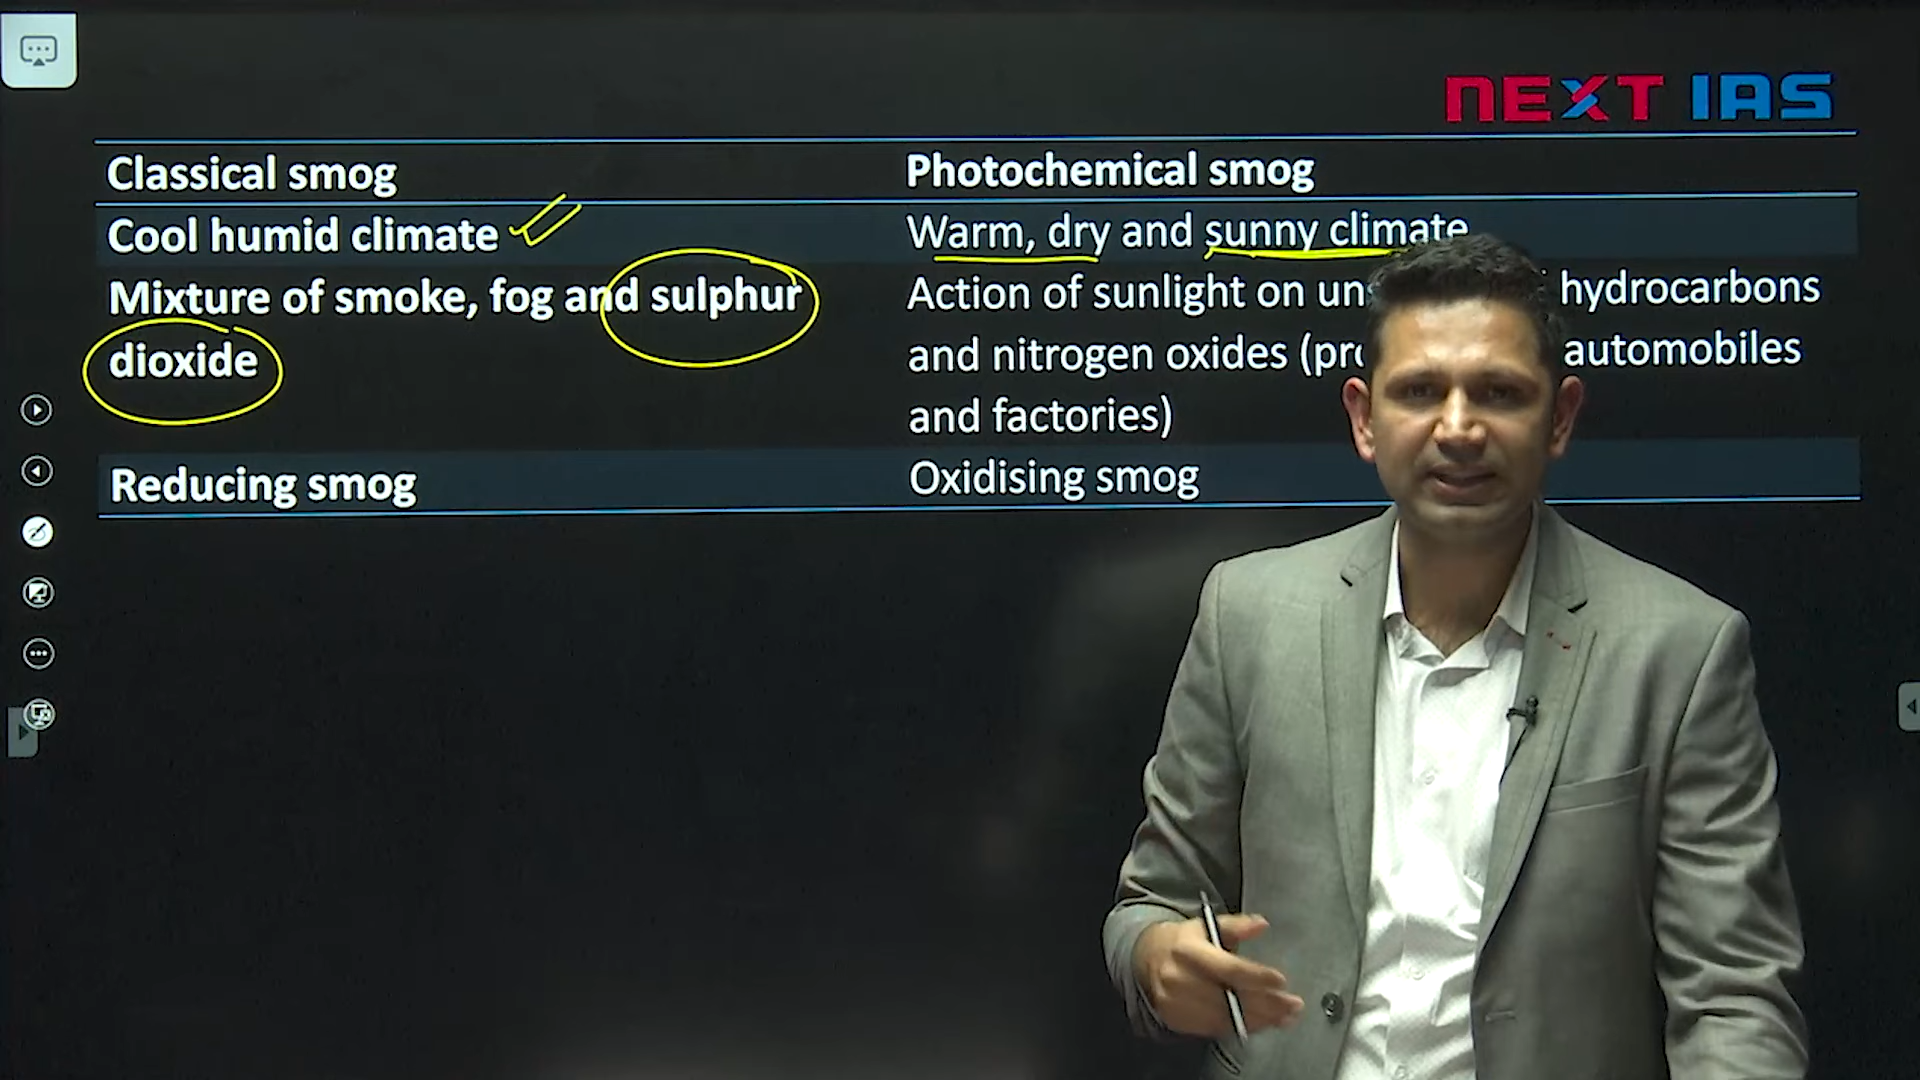 NEXT IAS
Classical smog
Photochemical smog
Cool humid climate
Warm, dry and sunny climate
Mixture of smoke, fog and sulphur
dioxide
Action of sunlight on hydrocarbons
and nitrogen oxides ( automobiles
and factories)
Reducing smog
Oxidising smog